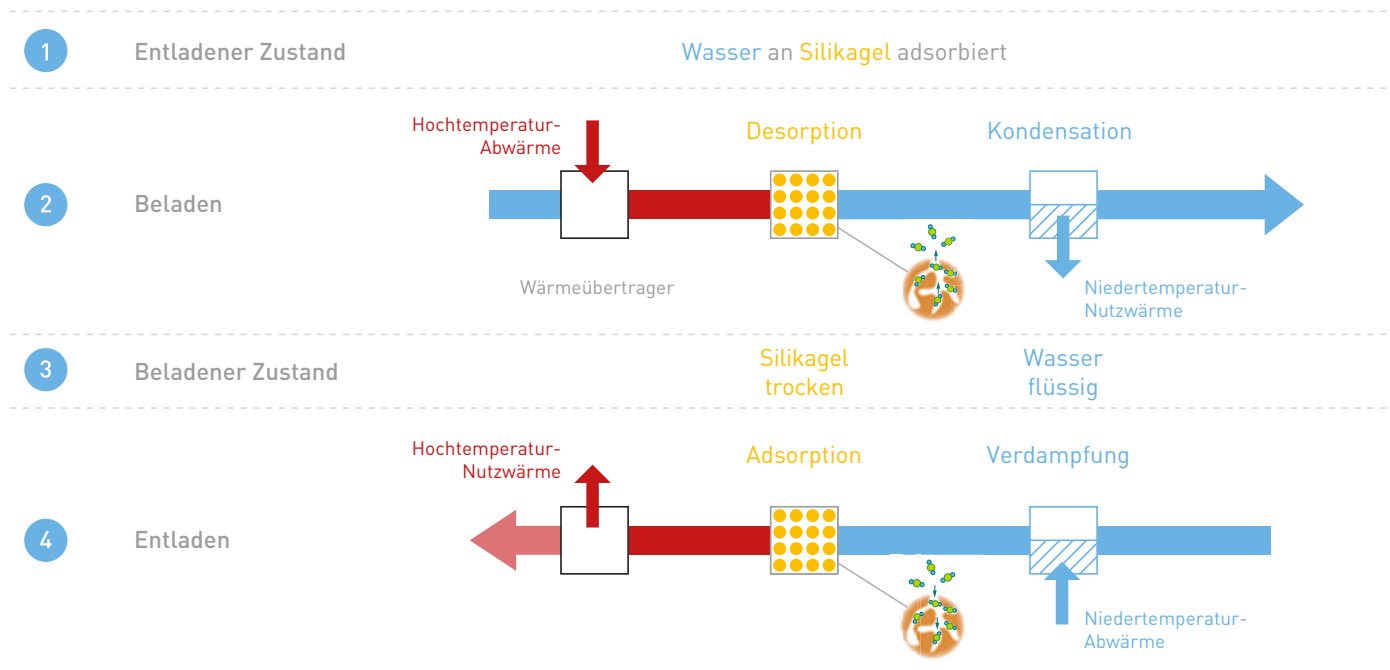 1
Entladener Zustand
Wasser an Silikagel adsorbiert
Hochtemperatur-
Abwärme
Desorption
Kondensation
2
Beladen
Wärmeübertrager
Niedertemperatur-
Nutzwärme
3
Beladener Zustand
Silikagel
trocken
Wasser
flüssig
Hochtemperatur-
Nutzwärme
Adsorption
Verdampfung
4
Entladen
Niedertemperatur-
Abwärme